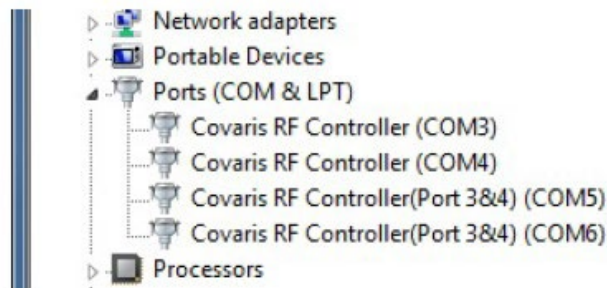 Network adapters
Portable Devices
Ports (COM & LPT)
Covaris RF Controller (COM3)
Covaris RF Controller (COM4)
Covaris RF Controller(Port 3&4) (COM5)
Covaris RF Controller(Port 3&4) (COM6)
Processors